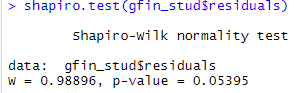 > shapiro.test(gfin_stud$residuals)
Shapiro-Wilk normality test
data:  gfin_stud$residuals
W = 0.98896, p-value = 0.05395